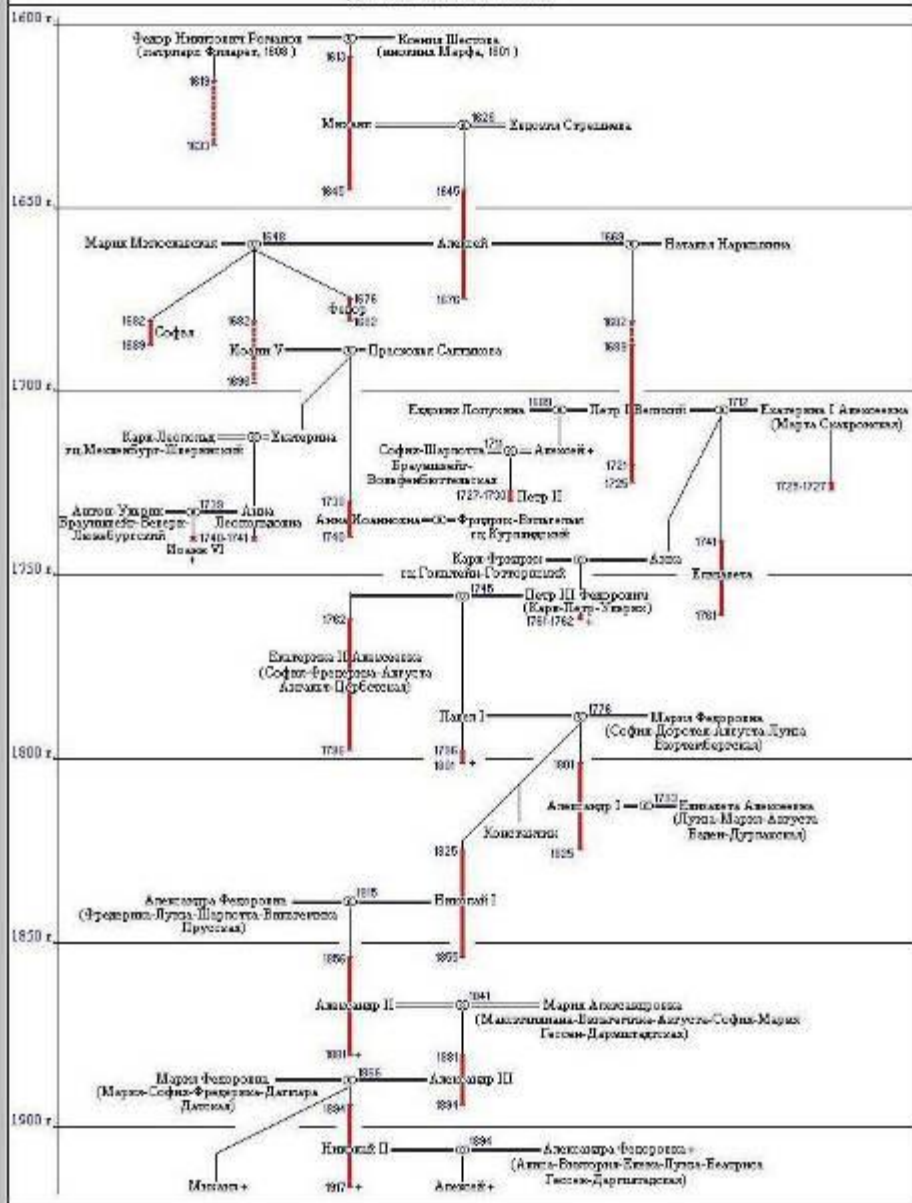 1600 г.
Федор Никитович Романов
(патриарх Филарет, 1608)
Ксения Шестова
(инокиня Марфа, 1601)
1613
1619
1633
Михаил
1626
Евдокия Стрешнева
1645
1645
1650 г.
Мария Милославская
1648
Алексей
1669
Наталья Нарышкина
1676
1682
Софья
1689
1682
Иоанн V
1696
1676
Федор
1682
Прасковья Салтыкова
1682
1689
1700 г.
Евдокия Лопухина
1689
Петр I Великий
1712
Екатерина I Алексеевна
(Марта Скавронская)
Карл-Леопольд
гц. Мекленбург-Шверинский
Екатерина
София-Шарлотта
Брауншвейг-
Вольфенбюттельская
1711
Алексей +
1727-1730
Петр II
1721
1725
1725-1727
Антон-Ульрих
Брауншвейг-Беверн-
Люнебургский
1739
Анна
Леопольдовна
1740-1741
Иоанн VI
+
1730
Анна Иоанновна
1740
Фридрих-Вильгельм
гц. Курляндский
Карл-Фридрих
гц. Гольштейн-Готторпский
Анна
1741
Елизавета
1761
1750 г.
1745
Петр III Федорович
(Карл-Петр-Ульрих)
1761-1762 +
1762
Екатерина II Алексеевна
(София-Фредерика-Августа
Ангальт-Цербстская)
1796
Павел I
1776
Мария Федоровна
(София-Доротея-Августа-Луиза
Вюртембергская)
1796
1801 +
1800 г.
1801
Александр I
1793
Елизавета Алексеевна
(Луиза-Мария-Августа
Баден-Дурлахская)
Константин
1825
1825
Александра Федоровна
(Фредерика-Луиза-Шарлотта-Вильгельмина
Прусская)
1815
Николай I
1850 г.
1855
1856
Александр II
1841
Мария Александровна
(Максимилиана-Вильгемина-Августа-София-Мария
Гессен-Дармштадтская)
1881 +
1881
Мария Федоровна
(Мария-София-Фредерика-Дагмара
Датская)
1866
Александр III
1894
1894
1900 г.
Николай II
1894
Александра Федоровна +
(Алиса-Виктория-Елена-Луиза-Беатриса
Гессен-Дармштадская)
Михаил +
1917 +
Алексей +